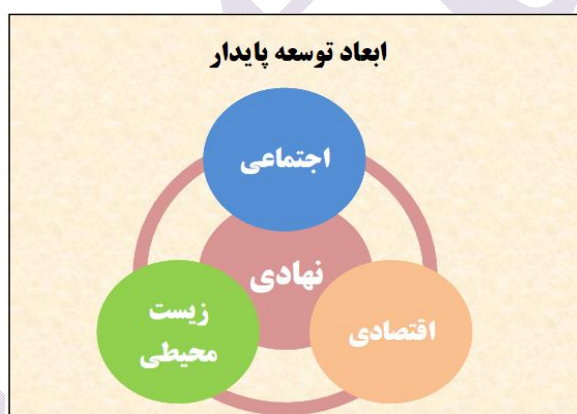 ابعاد توسعه پایدار
اجتماعی
نهادی
اقتصادی
زیست
محیطی